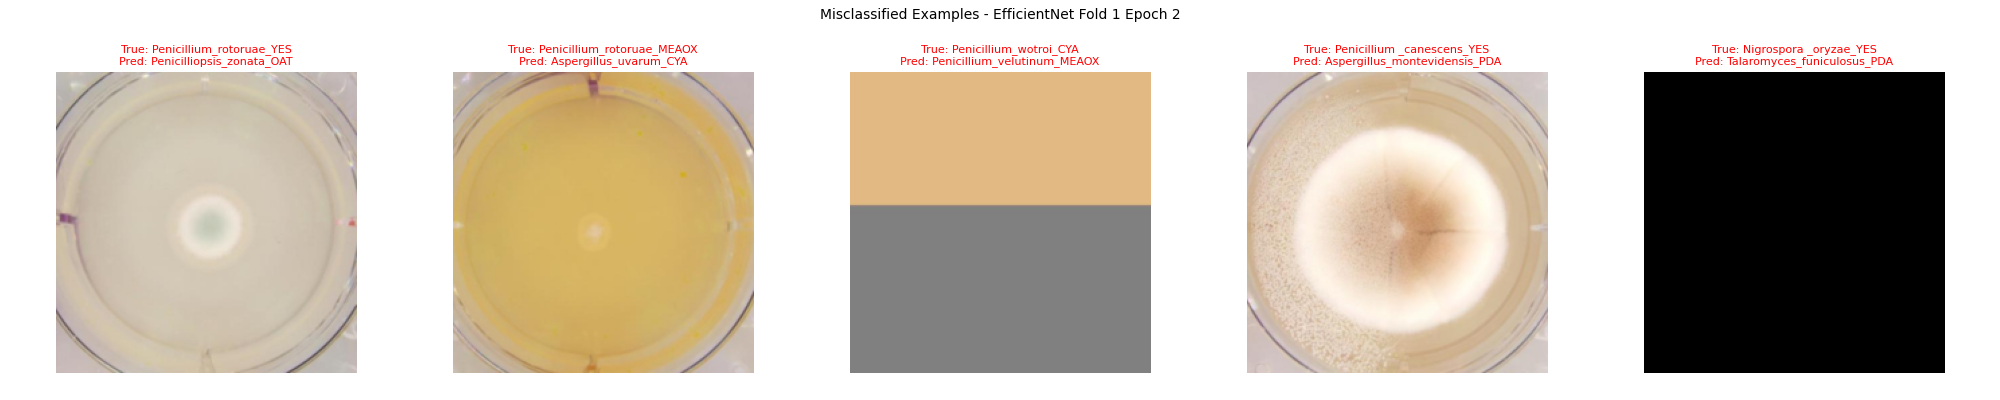 Misclassified Examples - EfficientNet Fold 1 Epoch 2
True: Penicillium_rotoruae_YES
Pred: Penicilliopsis_zonata_OAT
True: Penicillium_rotoruae_MEAOX
Pred: Aspergillus_uvarum_CYA
True: Penicillium_wotroi_CYA
Pred: Penicillium_velutinum_MEAOX
True: Penicillium _canescens_YES
Pred: Aspergillus_montevidensis_PDA
True: Nigrospora _oryzae_YES
Pred: Talaromyces_funiculosus_PDA